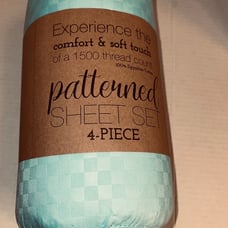 Experience the
comfort & soft touch
of a 1500 thread count
patterned
SHEET SET
4-PIECE